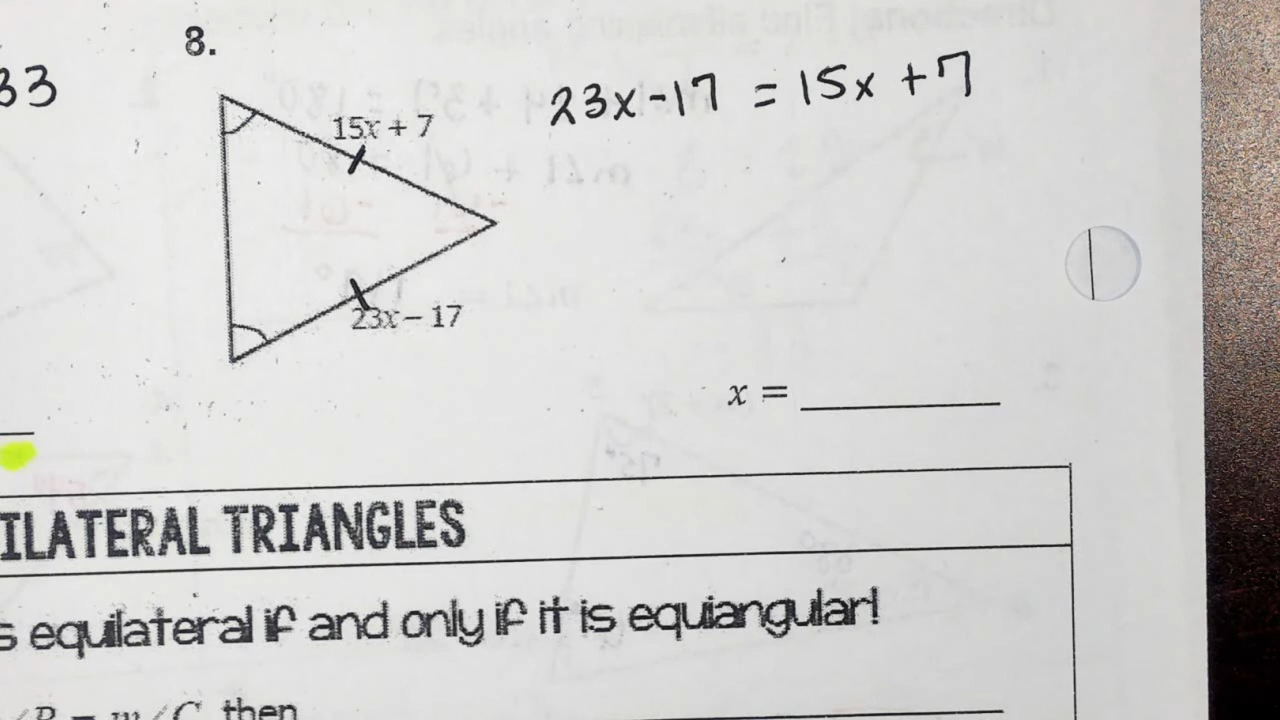 8.
33
23x-17 = 15x + 7
15x + 7
23x – 17
x =
ILATERAL TRIANGLES
s equilateral if and only if it is equiangular!
∠B = m∠C, then